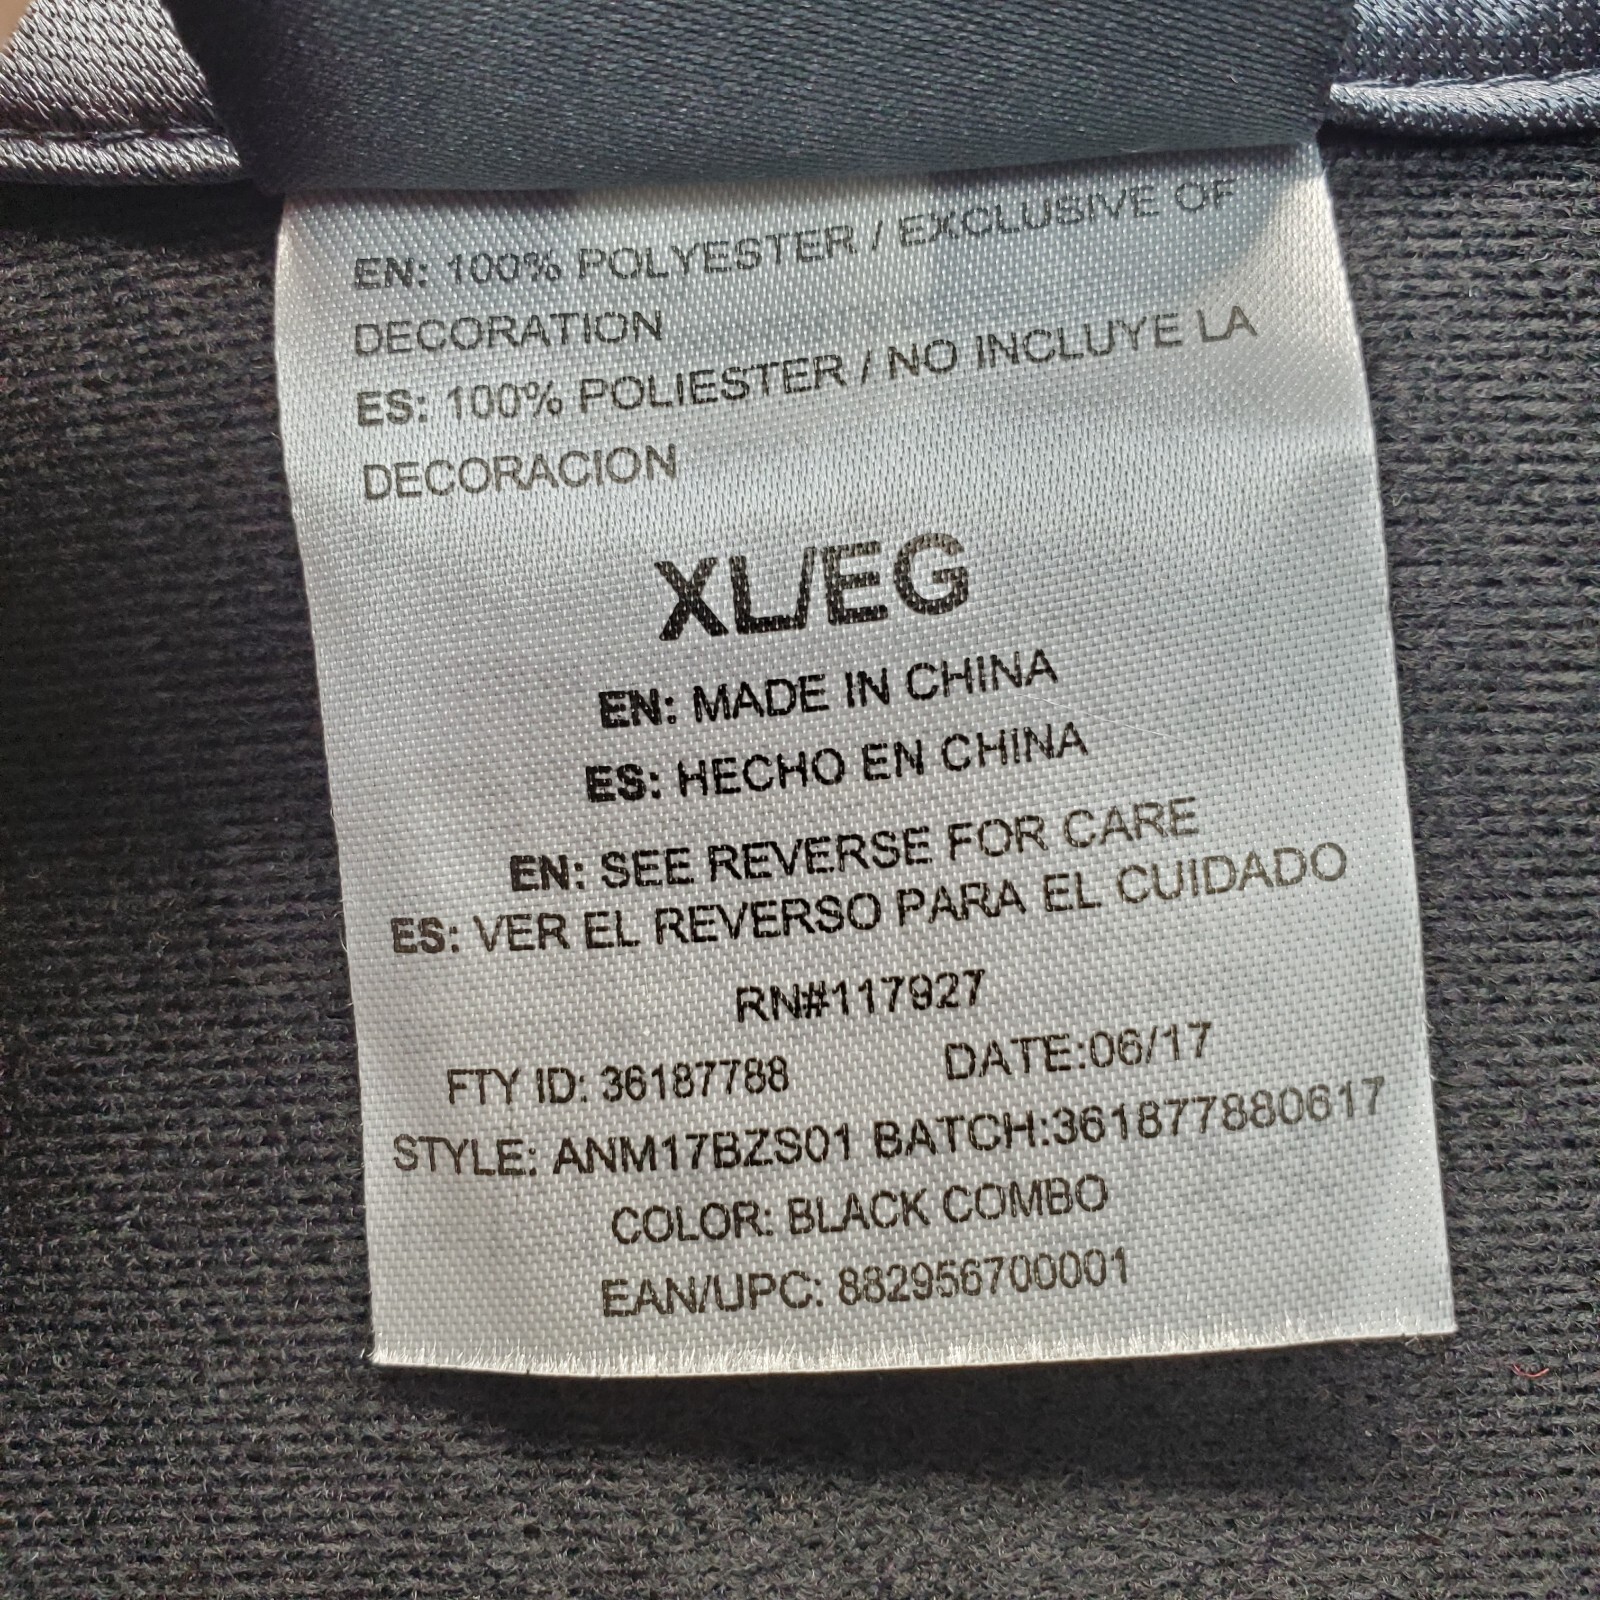 EN: 100% POLYESTER / EXCLUSIVE OF
DECORATION
ES: 100% POLIESTER / NO INCLUYE LA
DECORACION
XL/EG
EN: MADE IN CHINA
ES: HECHO EN CHINA
EN: SEE REVERSE FOR CARE
ES: VER EL REVERSO PARA EL CUIDADO
RN#117927
FTY ID: 36187788 DATE:06/17
STYLE: ANM17BZS01 BATCH:361877880617
COLOR: BLACK COMBO
EAN/UPC: 882956700001